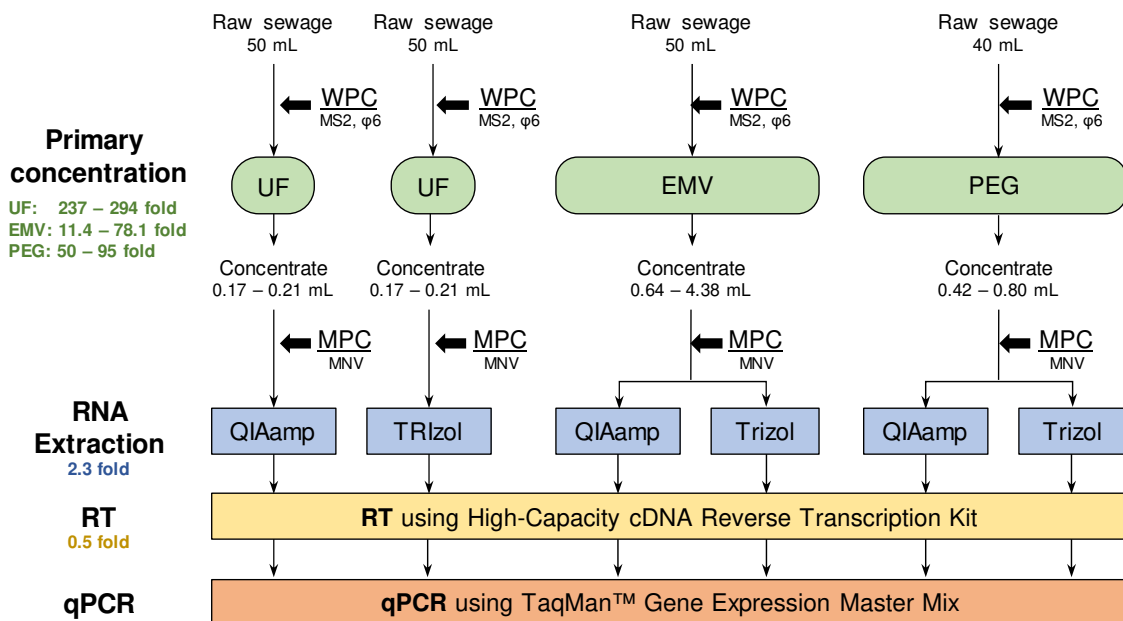 Raw sewage
50 mL
Raw sewage
50 mL
Raw sewage
50 mL
Raw sewage
40 mL
WPC
MS2, φ6
WPC
MS2, φ6
WPC
MS2, φ6
WPC
MS2, φ6
Primary
concentration
UF: 237 – 294 fold
EMV: 11.4 – 78.1 fold
PEG: 50 – 95 fold
UF
UF
EMV
PEG
Concentrate
0.17 – 0.21 mL
Concentrate
0.17 – 0.21 mL
Concentrate
0.64 – 4.38 mL
Concentrate
0.42 – 0.80 mL
MPC
MNV
MPC
MNV
MPC
MNV
MPC
MNV
RNA
Extraction
2.3 fold
QIAamp
TRIzol
QIAamp
Trizol
QIAamp
Trizol
RT
0.5 fold
RT using High-Capacity cDNA Reverse Transcription Kit
qPCR
qPCR using TaqMan™ Gene Expression Master Mix